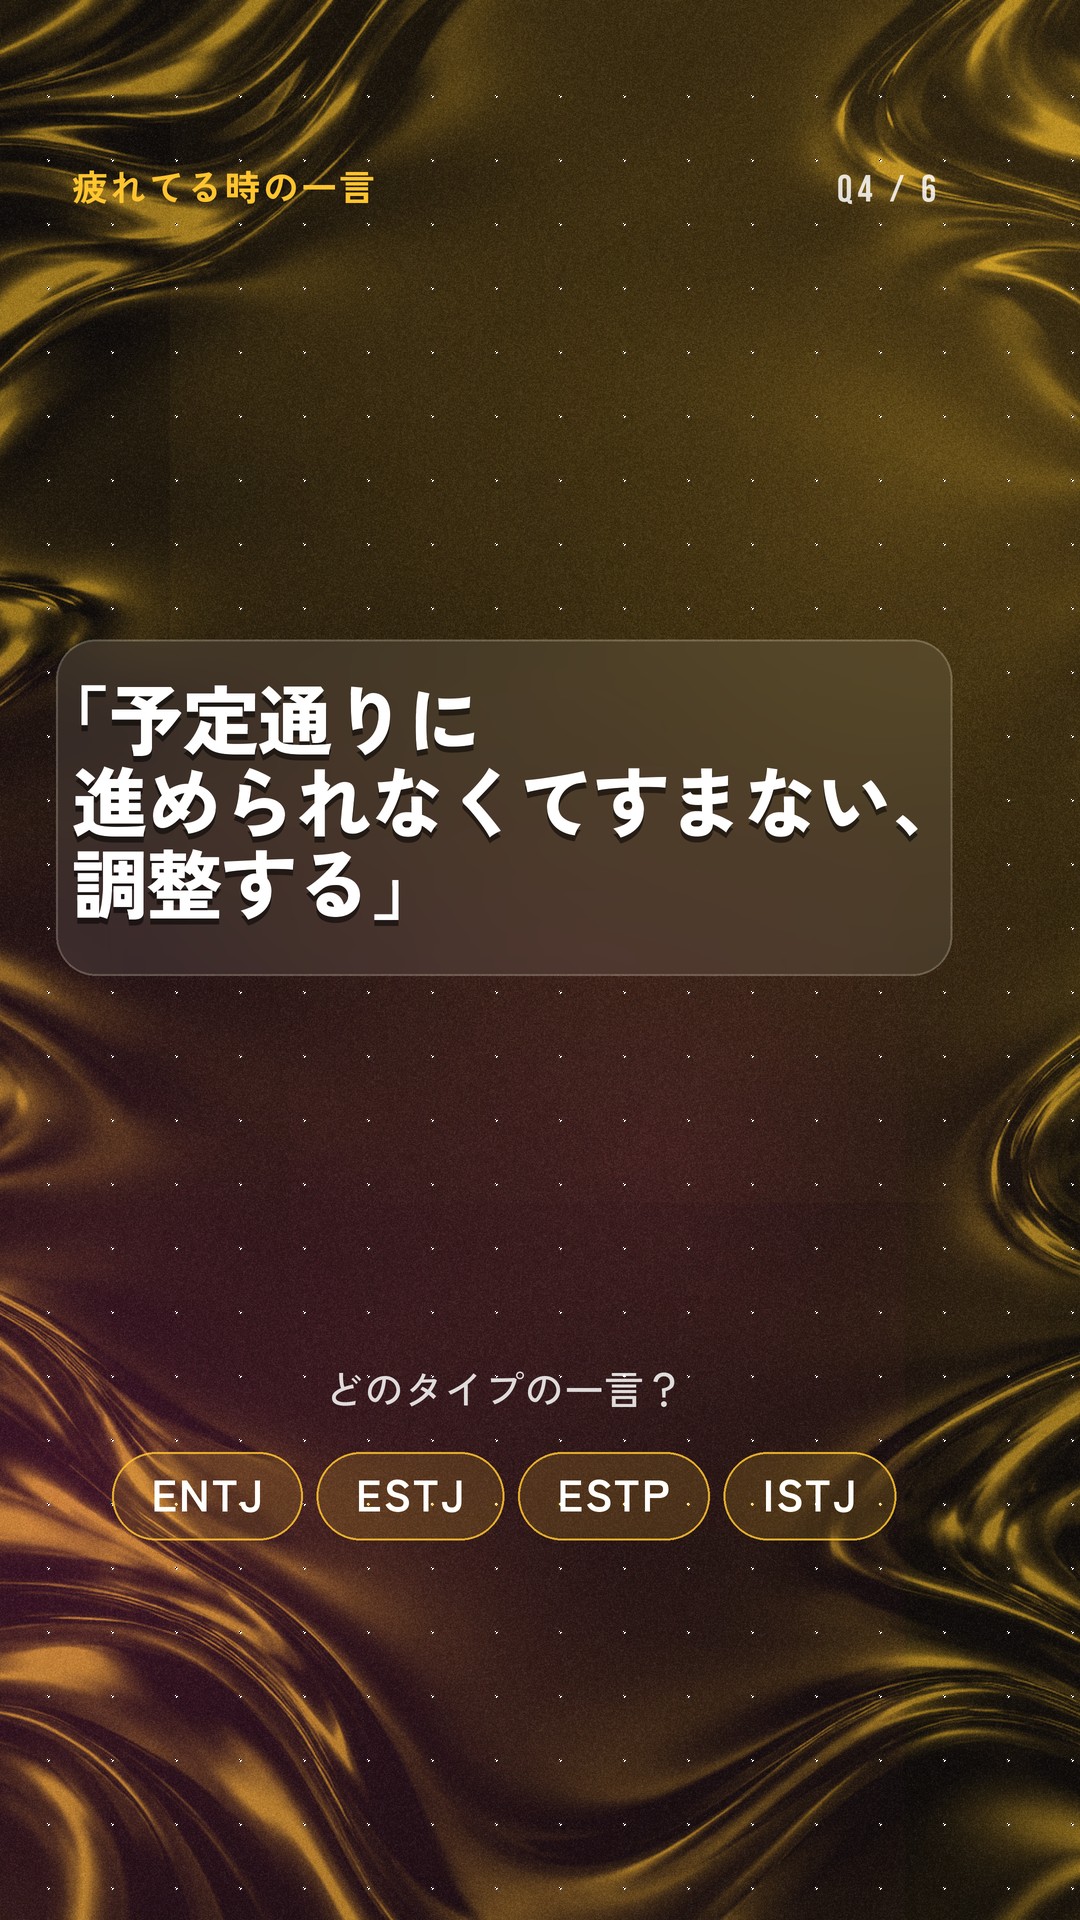 疲れてる時の一言
Q4 / 6
「予定通りに
進められなくてすまない、
調整する」
どのタイプの一言？
ENTJ ESTJ ESTP ISTJ